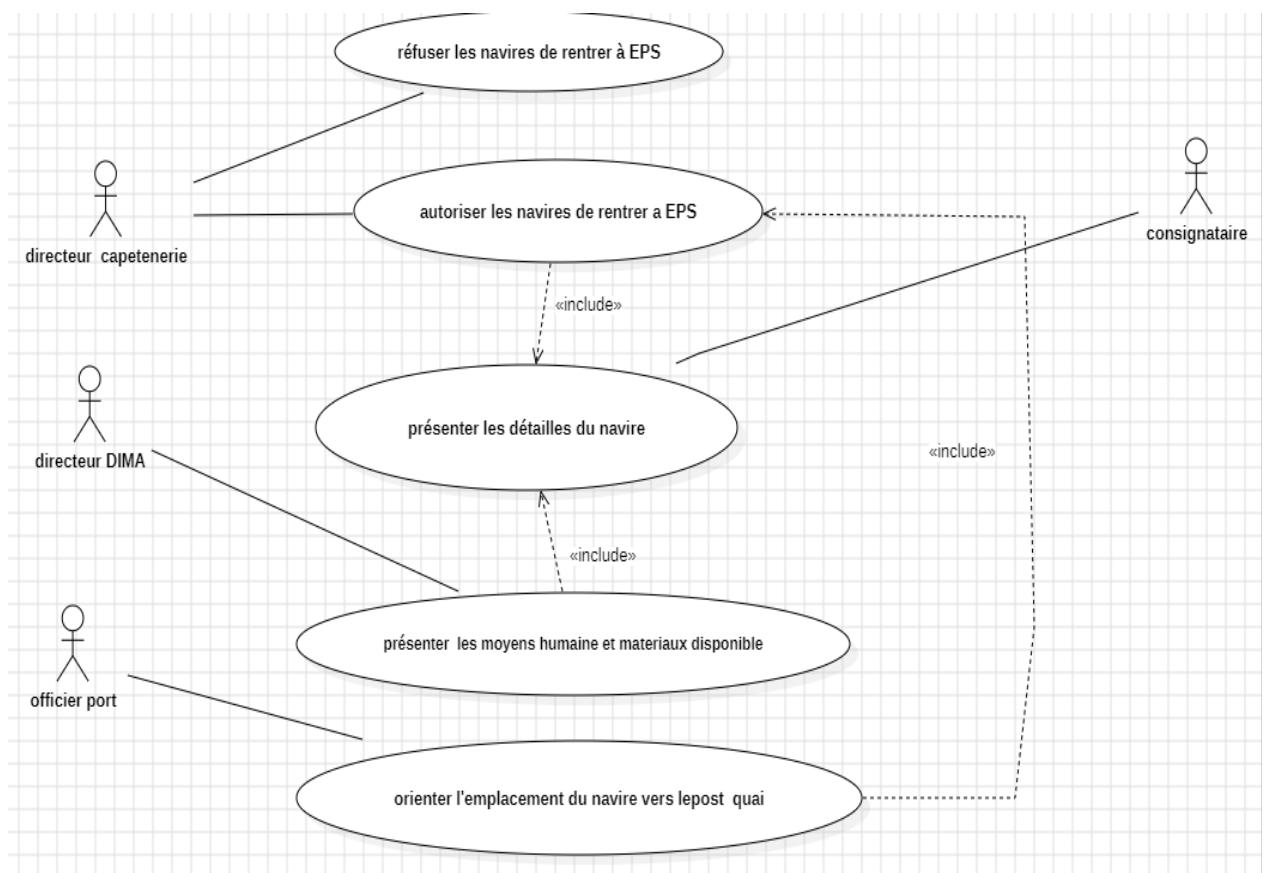 réfuser les navires de rentrer à EPS
autoriser les navires de rentrer a EPS
directeur capetenerie
consignataire
«include»
présenter les détailles du navire
directeur DIMA
«include»
«include»
présenter les moyens humaine et materiaux disponible
officier port
orienter l'emplacement du navire vers lepost quai